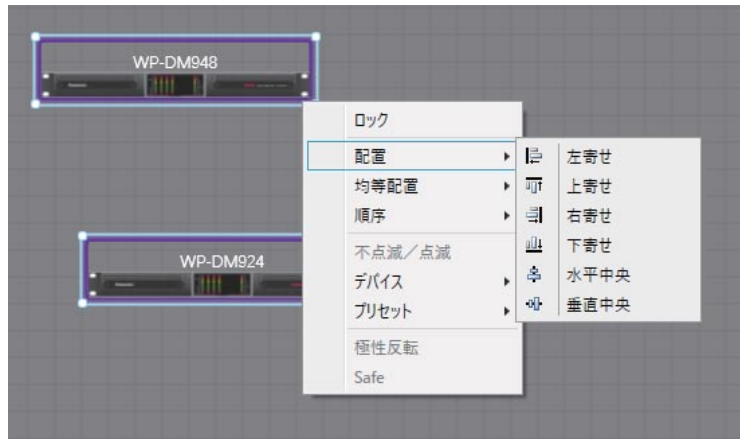 WP-DM948
ロック
配置
左寄せ
均等配置
上寄せ
順序
右寄せ
不点滅／点滅
下寄せ
WP-DM924
デバイス
水平中央
プリセット
垂直中央
極性反転
Safe